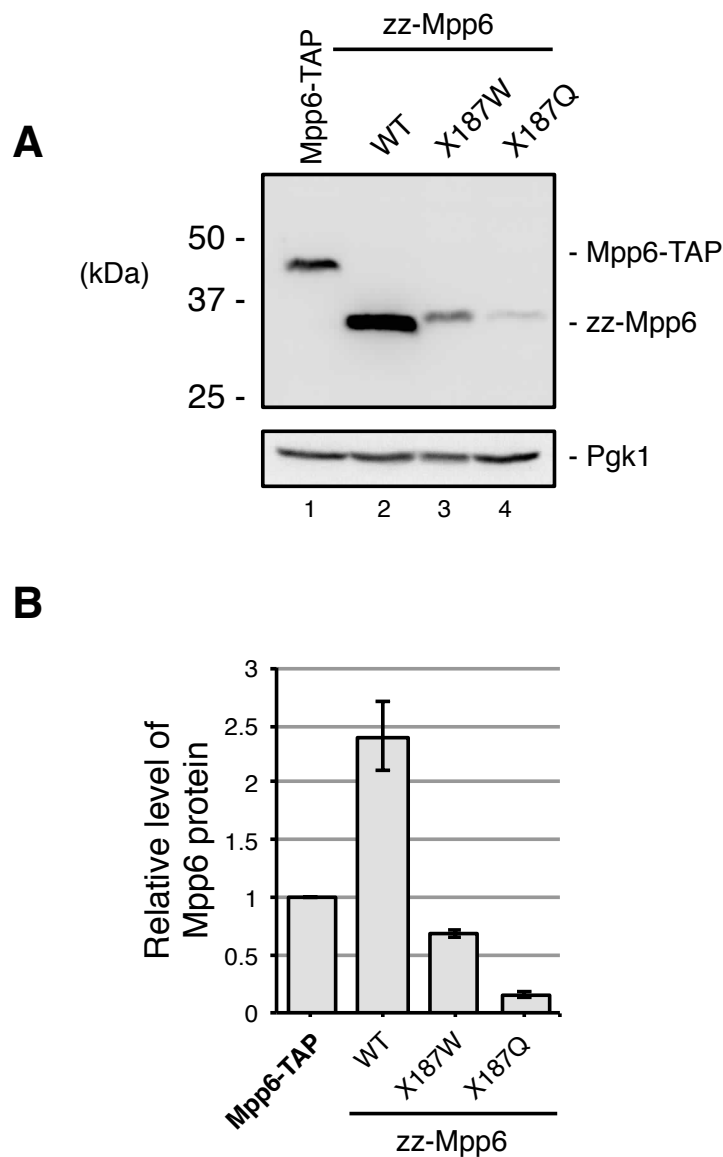 A
Mpp6-TAP
zz-Mpp6
WT
X187W
X187Q
(kDa)
50 -
37 -
25 -
- Mpp6-TAP
- zz-Mpp6
- Pgk1
1 2 3 4
B
Relative level of
Mpp6 protein
3
2.5
2
1.5
1
0.5
0
Mpp6-TAP
WT
X187W
X187Q
zz-Mpp6